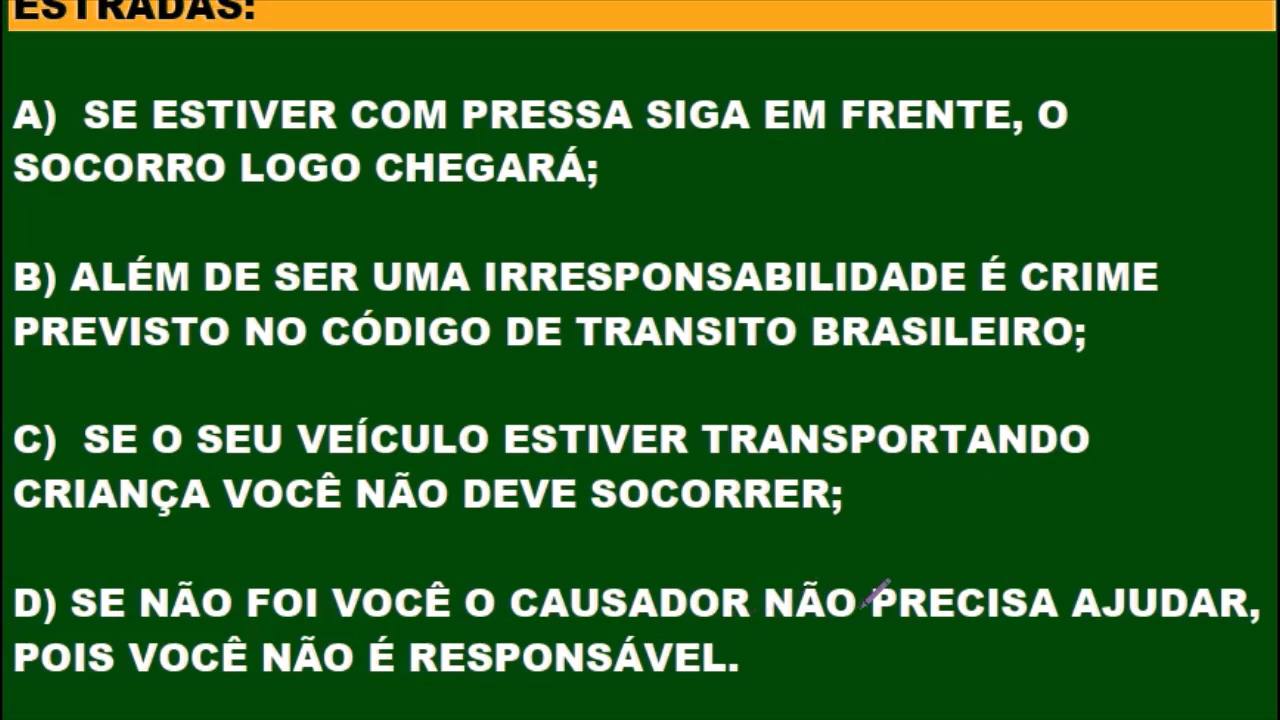 ESTRADAS:
A) SE ESTIVER COM PRESSA SIGA EM FRENTE, O
SOCORRO LOGO CHEGARÁ;
B) ALÉM DE SER UMA IRRESPONSABILIDADE É CRIME
PREVISTO NO CÓDIGO DE TRANSITO BRASILEIRO;
C) SE O SEU VEÍCULO ESTIVER TRANSPORTANDO
CRIANÇA VOCÊ NÃO DEVE SOCORRER;
D) SE NÃO FOI VOCÊ O CAUSADOR NÃO PRECISA AJUDAR,
POIS VOCÊ NÃO É RESPONSÁVEL.